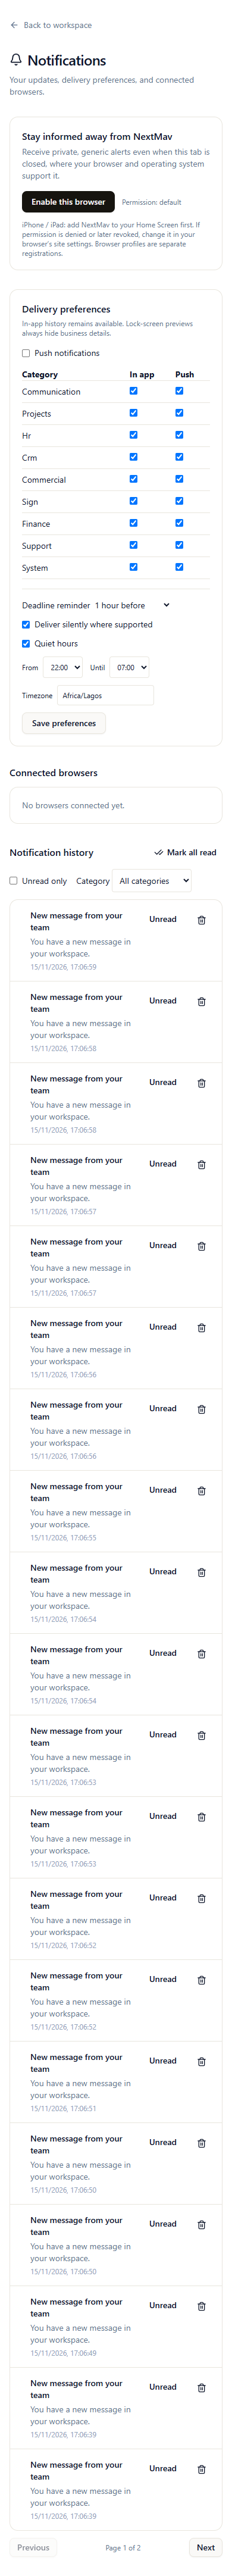 Back to workspace
Notifications
Your updates, delivery preferences, and connected
browsers.
Stay informed away from NextMav
Receive private, generic alerts even when this tab is
closed, where your browser and operating system
support it.
Enable this browser Permission: default
iPhone / iPad: add NextMav to your Home Screen first. If
permission is denied or later revoked, change it in your
browser's site settings. Browser profiles are separate
registrations.
Delivery preferences
In-app history remains available. Lock-screen previews
always hide business details.
Push notifications
Category In app Push
Communication
Projects
Hr
Crm
Commercial
Sign
Finance
Support
System
Deadline reminder 1 hour before
Deliver silently where supported
Quiet hours
From 22:00 Until 07:00
Timezone Africa/Lagos
Save preferences
Connected browsers
No browsers connected yet.
Notification history Mark all read
Unread only Category All categories
New message from your Unread
team
You have a new message in
your workspace.
15/11/2026, 17:06:59
New message from your Unread
team
You have a new message in
your workspace.
15/11/2026, 17:06:58
New message from your Unread
team
You have a new message in
your workspace.
15/11/2026, 17:06:58
New message from your Unread
team
You have a new message in
your workspace.
15/11/2026, 17:06:57
New message from your Unread
team
You have a new message in
your workspace.
15/11/2026, 17:06:57
New message from your Unread
team
You have a new message in
your workspace.
15/11/2026, 17:06:56
New message from your Unread
team
You have a new message in
your workspace.
15/11/2026, 17:06:56
New message from your Unread
team
You have a new message in
your workspace.
15/11/2026, 17:06:55
New message from your Unread
team
You have a new message in
your workspace.
15/11/2026, 17:06:54
New message from your Unread
team
You have a new message in
your workspace.
15/11/2026, 17:06:54
New message from your Unread
team
You have a new message in
your workspace.
15/11/2026, 17:06:53
New message from your Unread
team
You have a new message in
your workspace.
15/11/2026, 17:06:53
New message from your Unread
team
You have a new message in
your workspace.
15/11/2026, 17:06:52
New message from your Unread
team
You have a new message in
your workspace.
15/11/2026, 17:06:52
New message from your Unread
team
You have a new message in
your workspace.
15/11/2026, 17:06:51
New message from your Unread
team
You have a new message in
your workspace.
15/11/2026, 17:06:50
New message from your Unread
team
You have a new message in
your workspace.
15/11/2026, 17:06:50
New message from your Unread
team
You have a new message in
your workspace.
15/11/2026, 17:06:49
New message from your Unread
team
You have a new message in
your workspace.
15/11/2026, 17:06:39
New message from your Unread
team
You have a new message in
your workspace.
15/11/2026, 17:06:39
Previous Page 1 of 2 Next